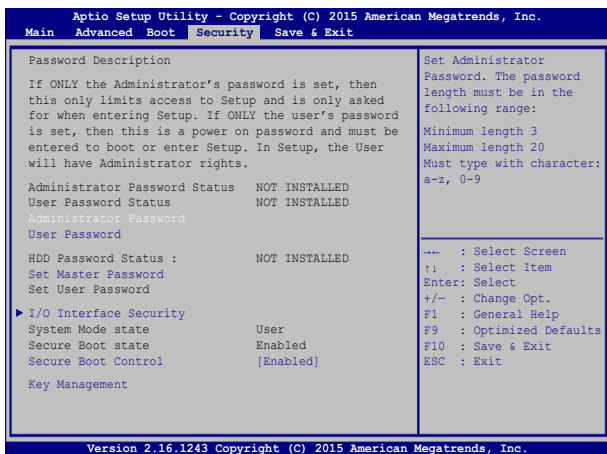 Aptio Setup Utility - Copyright (C) 2015 American Megatrends, Inc.
Main Advanced Boot Security Save & Exit
Password Description
If ONLY the Administrator's password is set, then
this only limits access to Setup and is only asked
for when entering Setup. If ONLY the user's password
is set, then this is a power on password and must be
entered to boot or enter Setup. In Setup, the User
will have Administrator rights.
Administrator Password Status NOT INSTALLED
User Password Status NOT INSTALLED
Administrator Password
User Password
HDD Password Status : NOT INSTALLED
Set Master Password
Set User Password
▶ I/O Interface Security
System Mode state User
Secure Boot state Enabled
Secure Boot Control [Enabled]
Key Management
Set Administrator
Password. The password
length must be in the
following range:
Minimum length 3
Maximum length 20
Must type with character:
a-z, 0-9
→← : Select Screen
↑↓ : Select Item
Enter: Select
+/— : Change Opt.
F1 : General Help
F9 : Optimized Defaults
F10 : Save & Exit
ESC : Exit
Version 2.16.1243 Copyright (C) 2015 American Megatrends, Inc.